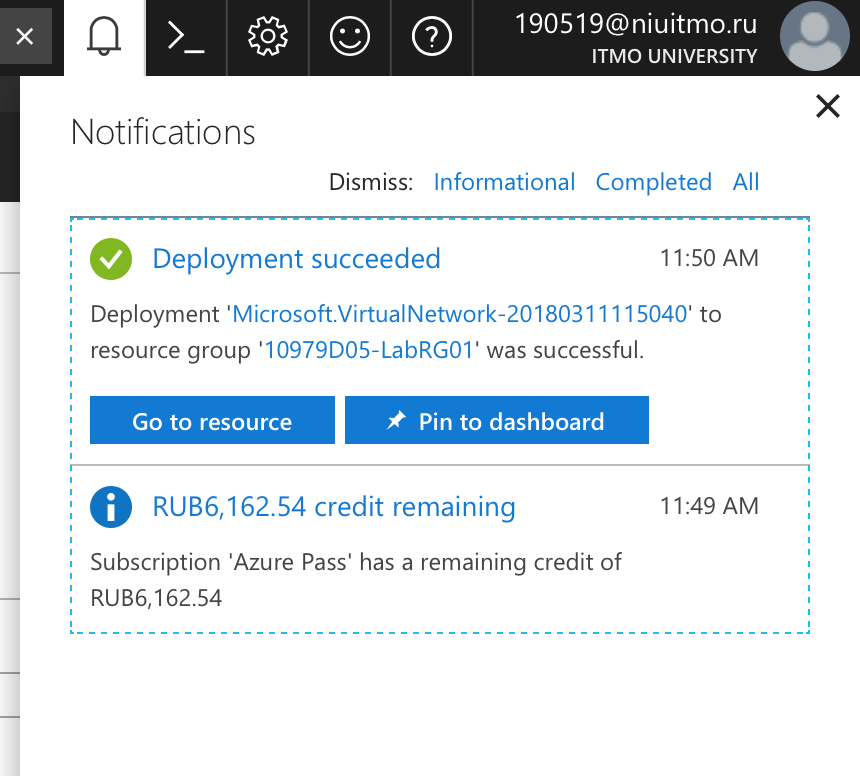 190519@niuitmo.ru
ITMO UNIVERSITY
Notifications
Dismiss: Informational Completed All
Deployment succeeded 11:50 AM
Deployment 'Microsoft.VirtualNetwork-20180311115040' to
resource group '10979D05-LabRG01' was successful.
Go to resource Pin to dashboard
RUB6,162.54 credit remaining 11:49 AM
Subscription 'Azure Pass' has a remaining credit of
RUB6,162.54